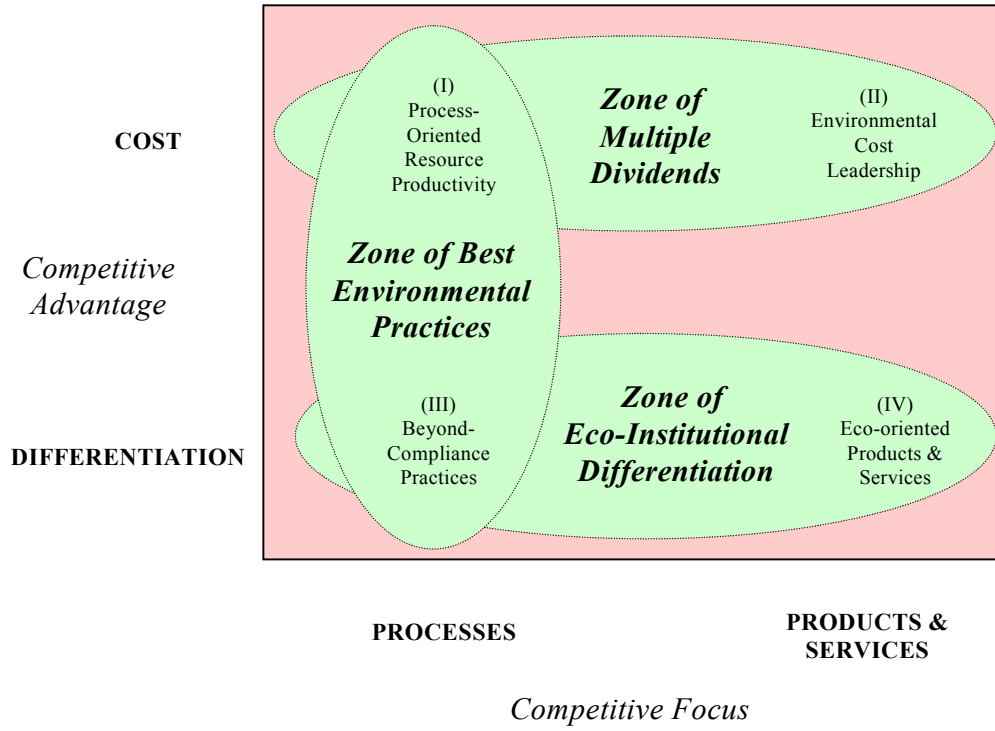 (I)
Process-
Oriented
Resource
Productivity
Zone of
Multiple
Dividends
(II)
Environmental
Cost
Leadership
COST
Zone of Best
Environmental
Practices
Competitive
Advantage
(III)
Beyond-
Compliance
Practices
Zone of
Eco-Institutional
Differentiation
(IV)
Eco-oriented
Products &
Services
DIFFERENTIATION
PROCESSES
PRODUCTS &
SERVICES
Competitive Focus